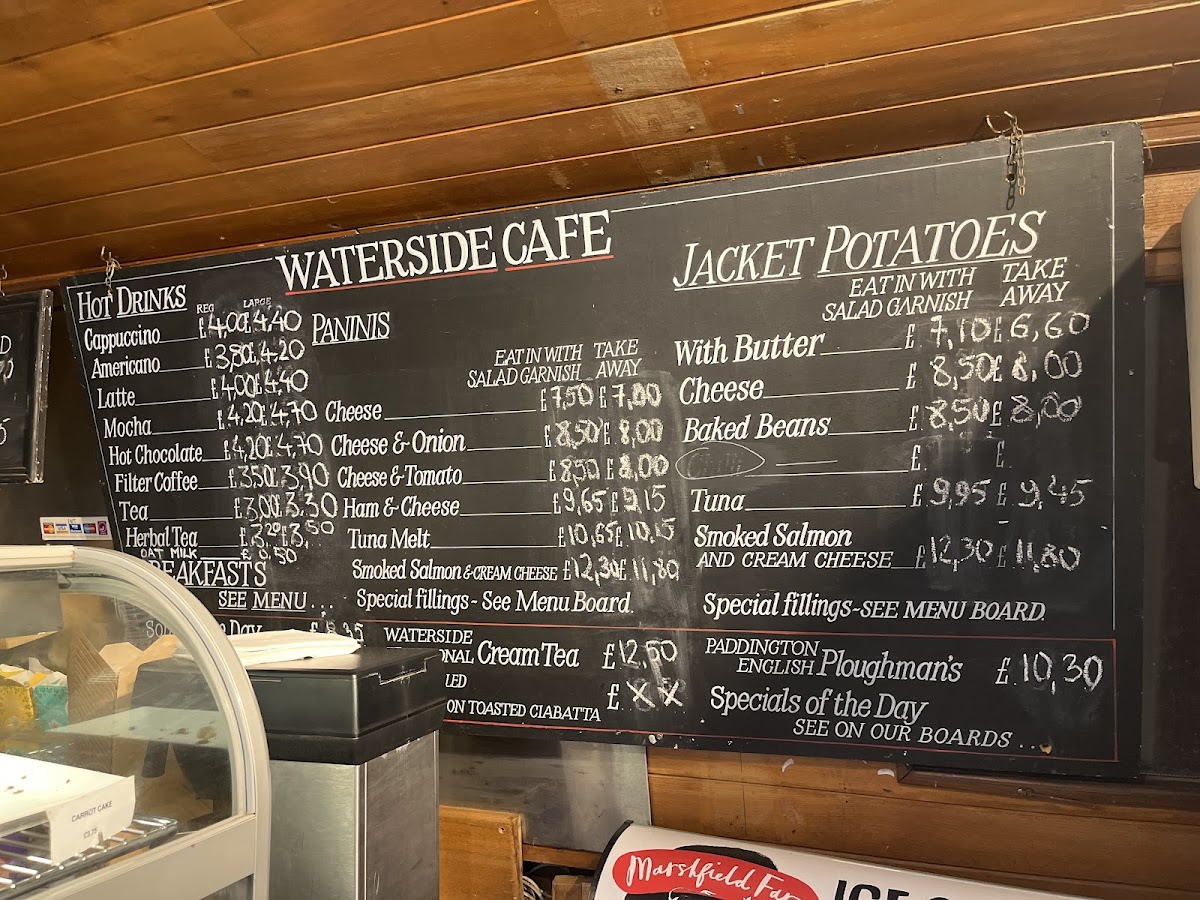 WATERSIDE CAFE
HOT DRINKS
REG LARGE
Cappuccino £4,00 £4,40
Americano £3,80 £4,20
Latte £4,00 £4,40
Mocha £4,20 £4,70
Hot Chocolate £4,20 £4,70
Filter Coffee £3,50 £3,90
Tea £3,00 £3,30
Herbal Tea £3,20 £3,50
OAT MILK £0,50
BREAKFASTS
SEE MENU...
Day
PANINIS
EAT IN WITH TAKE
SALAD GARNISH AWAY
Cheese £7,50 £7,00
Cheese & Onion £8,50 £8,00
Cheese & Tomato £8,50 £8,00
Ham & Cheese £9,65 £9,15
Tuna Melt £10,65 £10,15
Smoked Salmon & CREAM CHEESE £12,30 £11,80
Special fillings - See Menu Board.
WATERSIDE
Cream Tea £12,50
£XX
ON TOASTED CIABATTA
JACKET POTATOES
EAT IN WITH TAKE
SALAD GARNISH AWAY
With Butter £7,10 £6,60
Cheese £8,50 £8,00
Baked Beans £8,50 £8,00
£. £.
Tuna £9,95 £9,45
Smoked Salmon
AND CREAM CHEESE £12,30 £11,80
Special fillings - SEE MENU BOARD.
PADDINGTON
ENGLISH Ploughman's £10,30
Specials of the Day
SEE ON OUR BOARDS...
CARROT CAKE
£3.75
Marshfield